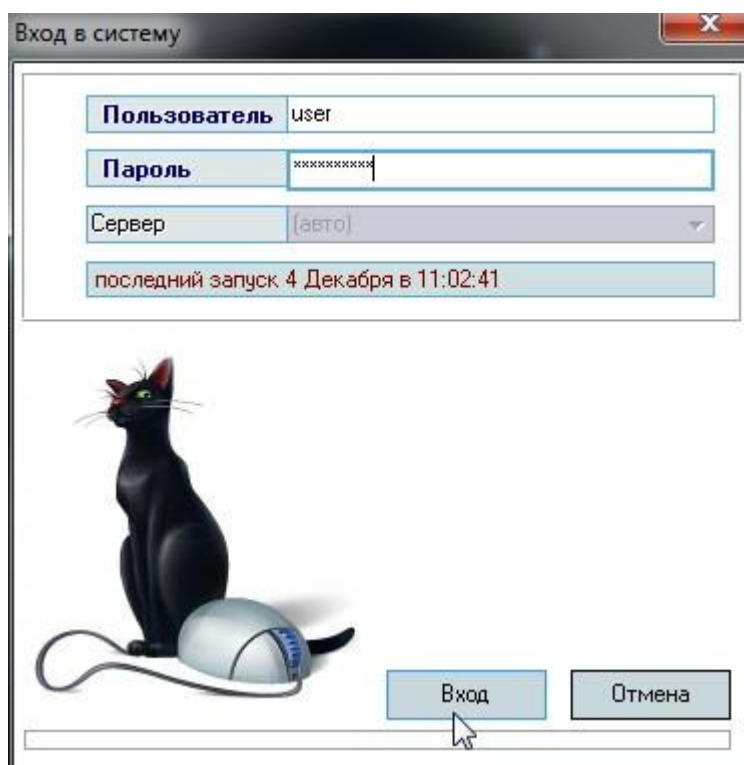 Вход в систему
Пользователь user
Пароль **********
Сервер (авто)
последний запуск 4 Декабря в 11:02:41
Вход Отмена